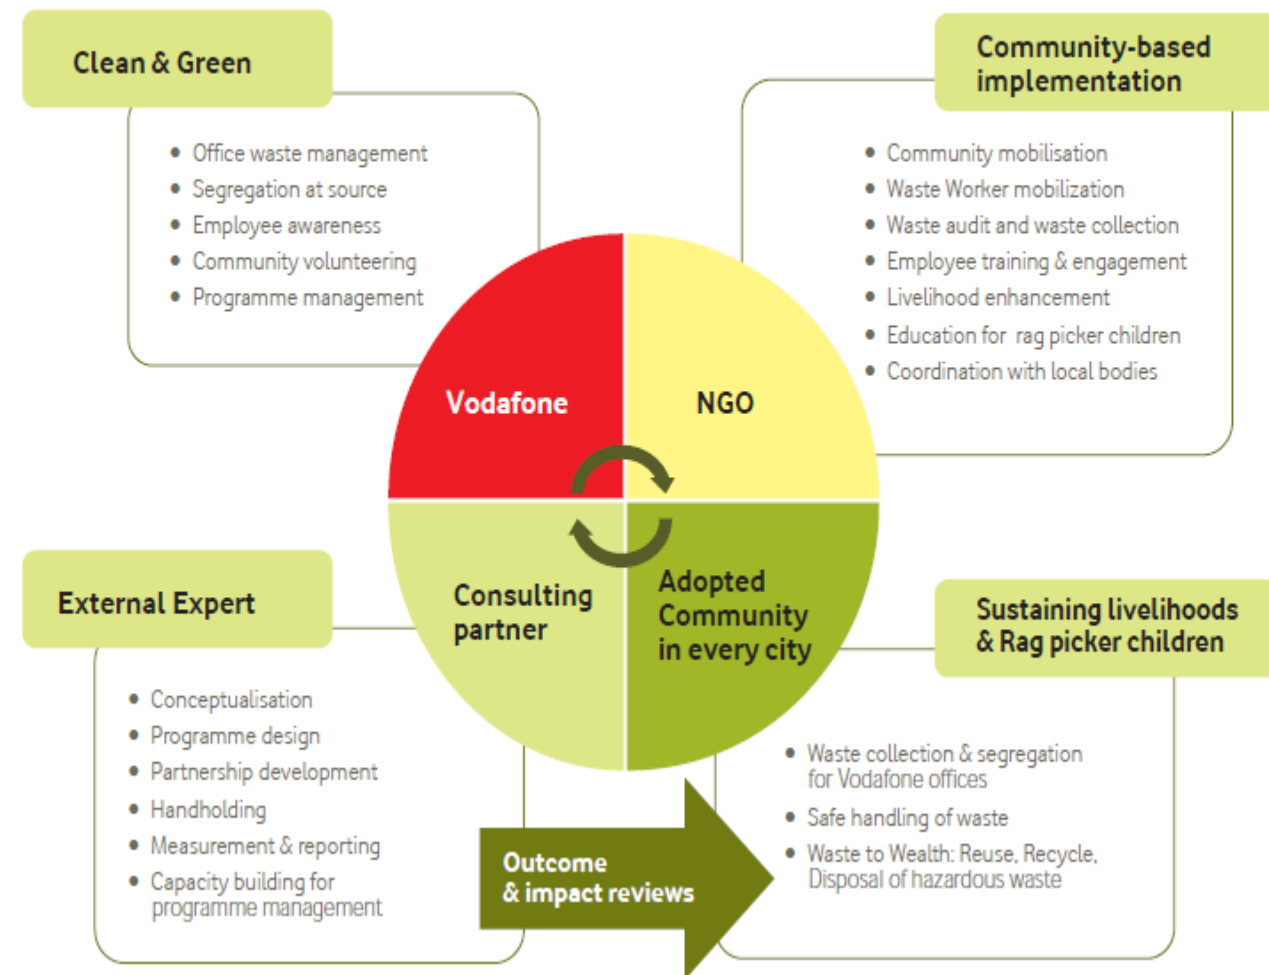 Clean & Green
• Office waste management
• Segregation at source
• Employee awareness
• Community volunteering
• Programme management
Community-based
implementation
• Community mobilisation
• Waste Worker mobilization
• Waste audit and waste collection
• Employee training & engagement
• Livelihood enhancement
• Education for rag picker children
• Coordination with local bodies
Vodafone
NGO
Consulting
partner
Adopted
Community
in every city
External Expert
• Conceptualisation
• Programme design
• Partnership development
• Handholding
• Measurement & reporting
• Capacity building for
programme management
Outcome
& impact reviews
Sustaining livelihoods
& Rag picker children
• Waste collection & segregation
for Vodafone offices
• Safe handling of waste
• Waste to Wealth: Reuse, Recycle,
Disposal of hazardous waste